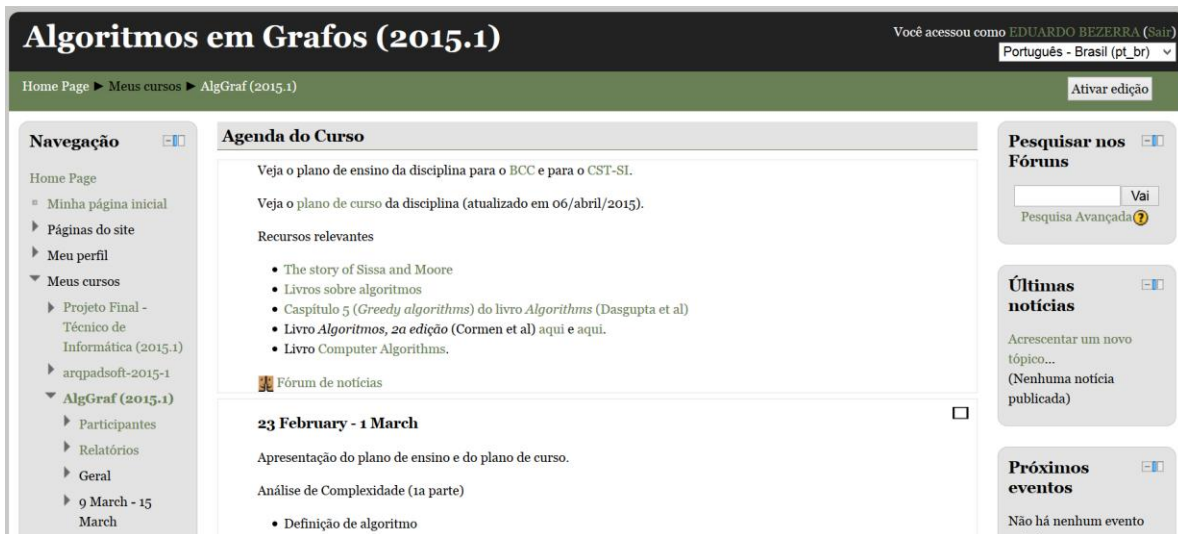 Algoritmos em Grafos (2015.1)
Você acessou como EDUARDO BEZERRA (Sair)
Português - Brasil (pt_br)
Home Page ► Meus cursos ► AlgGraf (2015.1)
Ativar edição
Navegação
Home Page
Minha página inicial
Páginas do site
Meu perfil
Meus cursos
Projeto Final -
Técnico de
Informática (2015.1)
arqpadsoft-2015-1
AlgGraf (2015.1)
Participantes
Relatórios
Geral
9 March - 15
March
Agenda do Curso
Veja o plano de ensino da disciplina para o BCC e para o CST-SI.
Veja o plano de curso da disciplina (atualizado em 06/abril/2015).
Recursos relevantes
• The story of Sissa and Moore
• Livros sobre algoritmos
• Caspítulo 5 (Greedy algorithms) do livro Algorithms (Dasgupta et al)
• Livro Algoritmos, 2a edição (Cormen et al) aqui e aqui.
• Livro Computer Algorithms.
Fórum de notícias
23 February - 1 March
Apresentação do plano de ensino e do plano de curso.
Análise de Complexidade (1a parte)
• Definição de algoritmo
Pesquisar nos
Fóruns
Vai
Pesquisa Avançada
Últimas
notícias
Acrescentar um novo
tópico...
(Nenhuma notícia
publicada)
Próximos
eventos
Não há nenhum evento